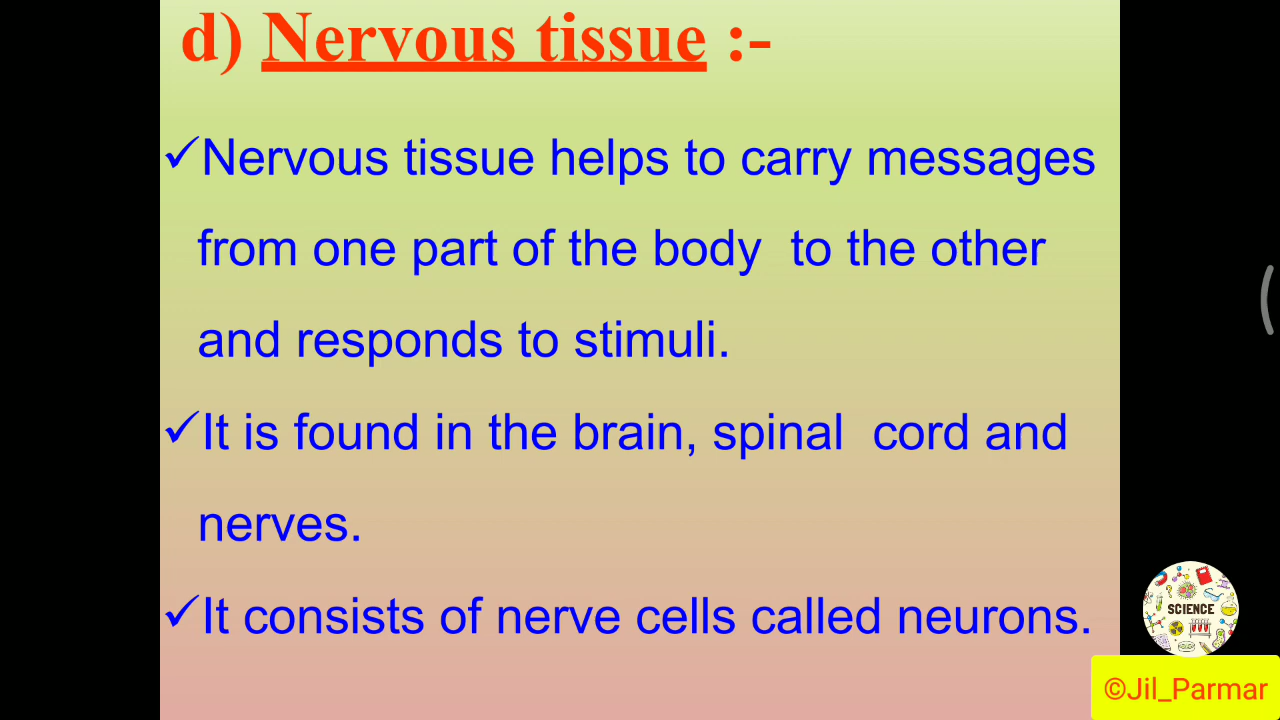 d) Nervous tissue :-
✓Nervous tissue helps to carry messages
from one part of the body to the other
and responds to stimuli.
✓It is found in the brain, spinal cord and
nerves.
✓It consists of nerve cells called neurons.
SCIENCE
©Jil_Parmar